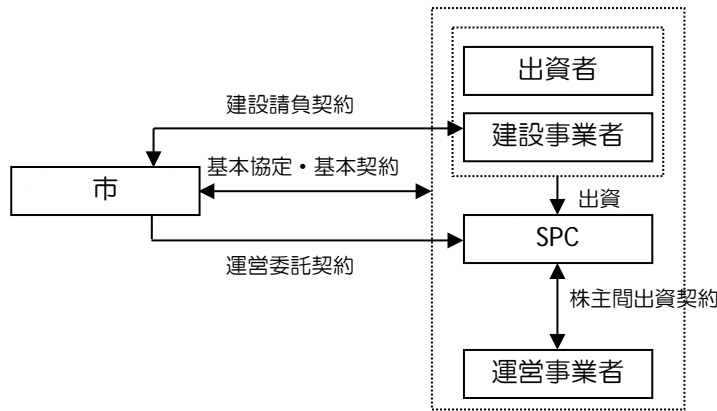 出資者
建設請負契約
建設事業者
基本協定・基本契約
市
出資
SPC
運営委託契約
株主間出資契約
運営事業者